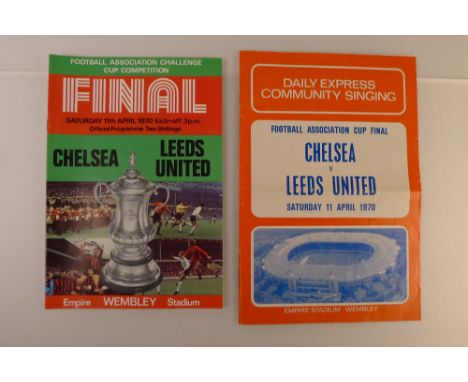 FOOTBALL ASSOCIATION CHALLENGE
CUP COMPETITION
FINAL
SATURDAY 11th APRIL 1970 Kick-off 3p.m.
Official Programme Two Shillings
CHELSEA
LEEDS
UNITED
Empire WEMBLEY Stadium
DAILY EXPRESS
COMMUNITY SINGING
FOOTBALL ASSOCIATION CUP FINAL
CHELSEA
v
LEEDS UNITED
SATURDAY 11 APRIL 1970
EMPIRE STADIUM WEMBLEY